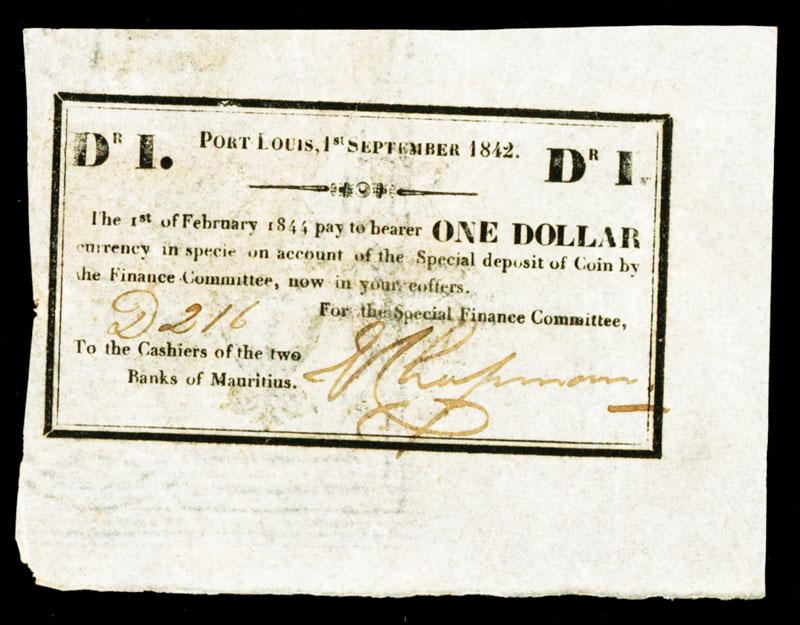 DR I. PORT LOUIS, 1st SEPTEMBER 1842. DR I.
The 1st of February 1844 pay to bearer ONE DOLLAR
currency in specie on account of the Special deposit of Coin by
the Finance Committee, now in your coffers.
D 216 For the Special Finance Committee,
To the Cashiers of the two
Banks of Mauritius. Chapman